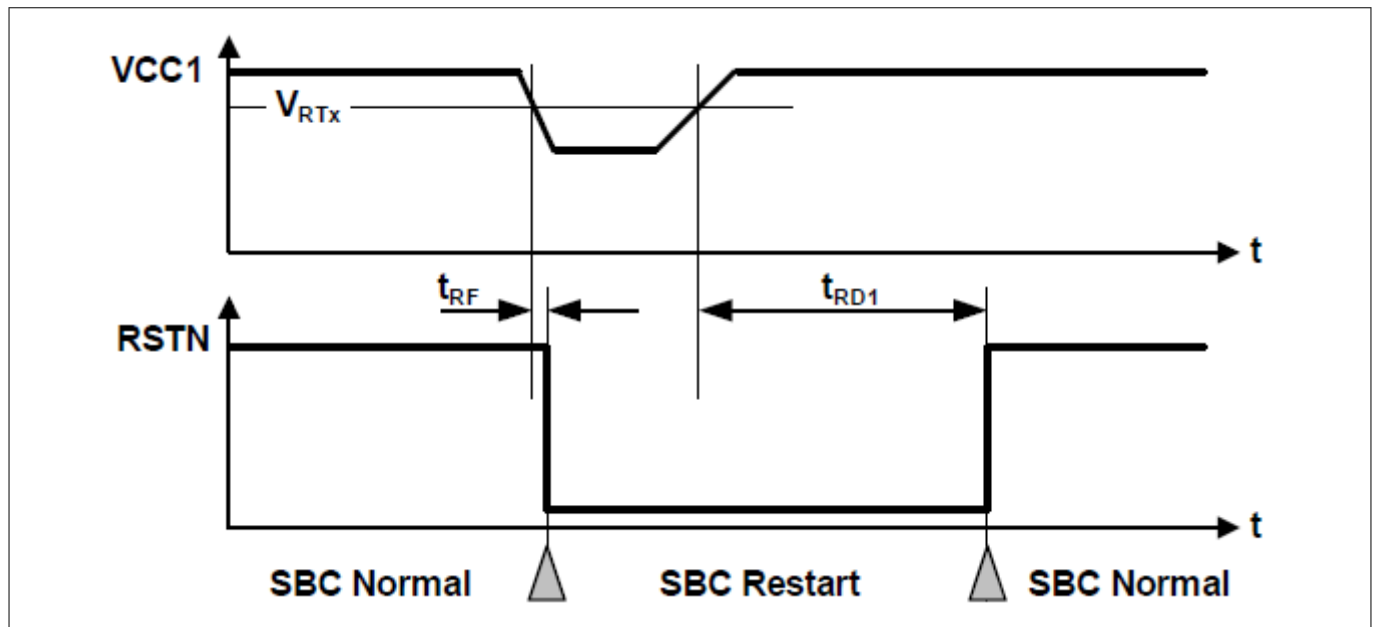 VCC1
VRTx
t
tRF
tRD1
RSTN
t
SBC Normal
SBC Restart
SBC Normal